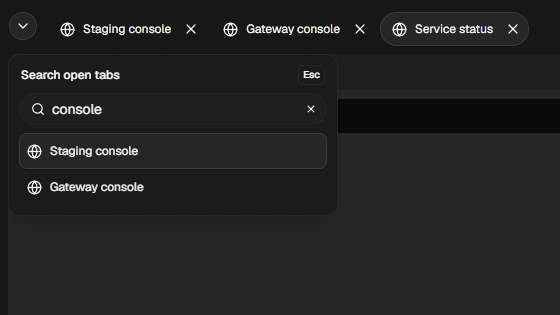 Staging console
Gateway console
Service status
Search open tabs
Esc
console
Staging console
Gateway console